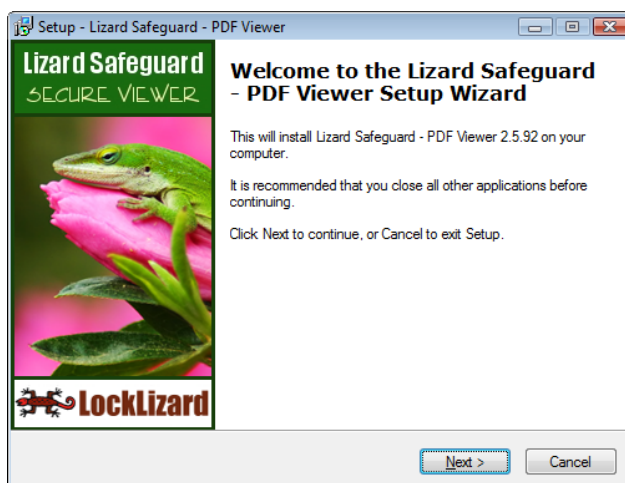 Setup - Lizard Safeguard - PDF Viewer
Lizard Safeguard
SECURE VIEWER
Welcome to the Lizard Safeguard
- PDF Viewer Setup Wizard
This will install Lizard Safeguard - PDF Viewer 2.5.92 on your
computer.
It is recommended that you close all other applications before
continuing.
Click Next to continue, or Cancel to exit Setup.
LockLizard
Next >
Cancel